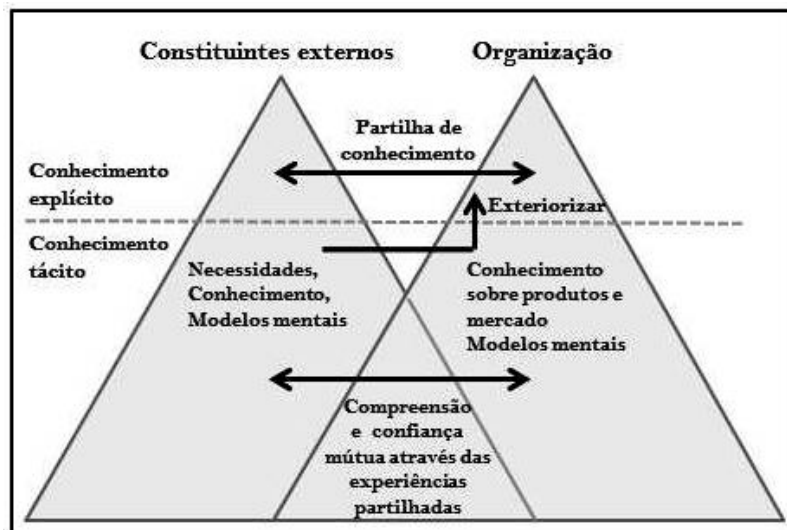 Constituintes externos
Organização
Partilha de
conhecimento
Conhecimento
explícito
Exteriorizar
Conhecimento
tácito
Necessidades,
Conhecimento,
Modelos mentais
Conhecimento
sobre produtos e
mercado
Modelos mentais
Compreensão
e confiança
mútua através das
experiências
partilhadas